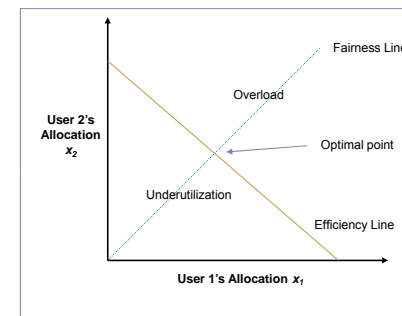 Fairness Line
Overload
User 2's
Allocation
x₂
Optimal point
Underutilization
Efficiency Line
User 1's Allocation x₁